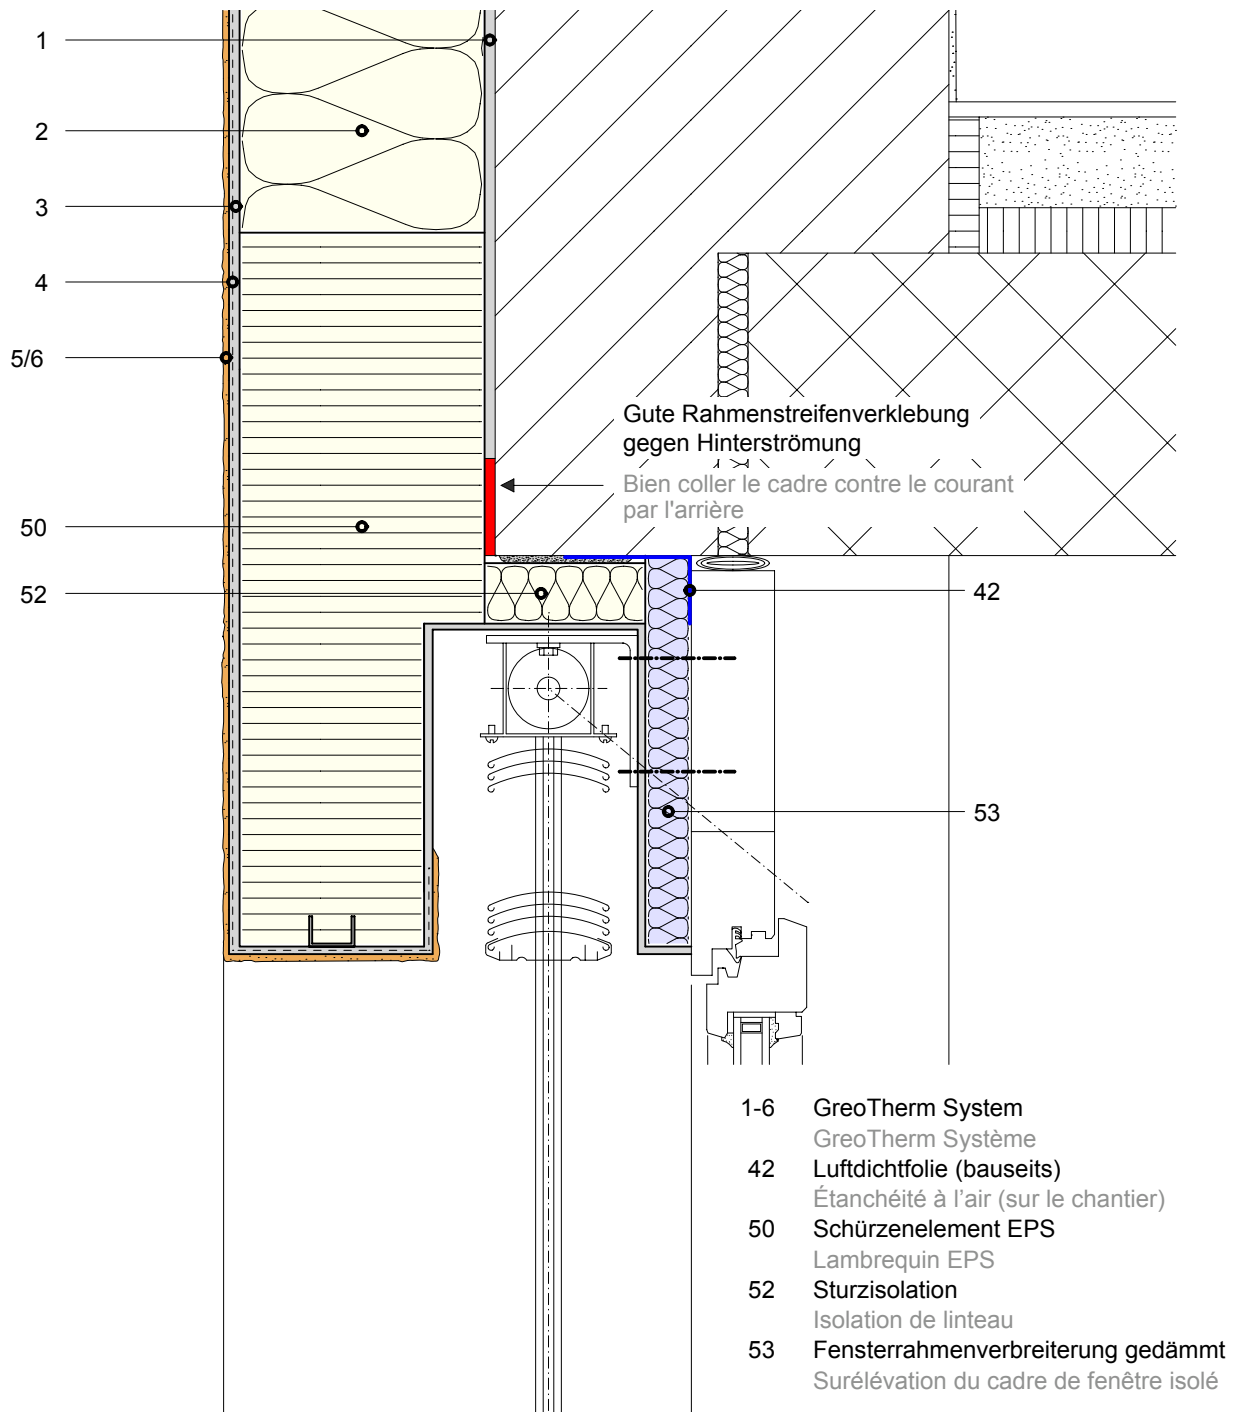 1
2
3
4
5/6
Gute Rahmenstreifenverklebung
gegen Hinterströmung
Bien coller le cadre contre le courant
par l'arrière
50
52
42
53
1-6 GreoTherm System
GreoTherm Système
42 Luftdichtfolie (bauseits)
Étanchéité à l’air (sur le chantier)
50 Schürzenelement EPS
Lambrequin EPS
52 Sturzisolation
Isolation de linteau
53 Fensterrahmenverbreiterung gedämmt
Surélévation du cadre de fenêtre isolé